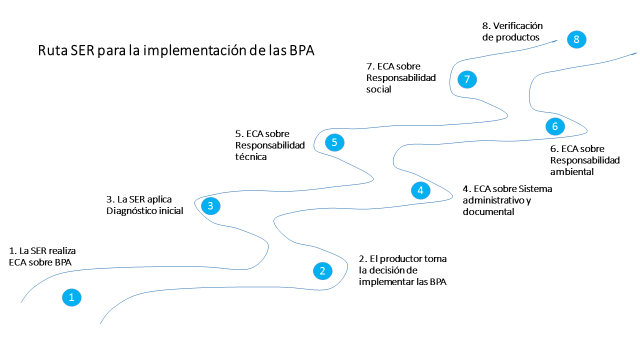 Ruta SER para la implementación de las BPA
1. La SER realiza
ECA sobre BPA
1
2. El productor toma
la decisión de
implementar las BPA
2
3. La SER aplica
Diagnóstico inicial
3
4. ECA sobre Sistema
administrativo y
documental
4
5. ECA sobre
Responsabilidad
técnica
5
6. ECA sobre
Responsabilidad
ambiental
6
7. ECA sobre
Responsabilidad
social
7
8. Verificación
de productos
8